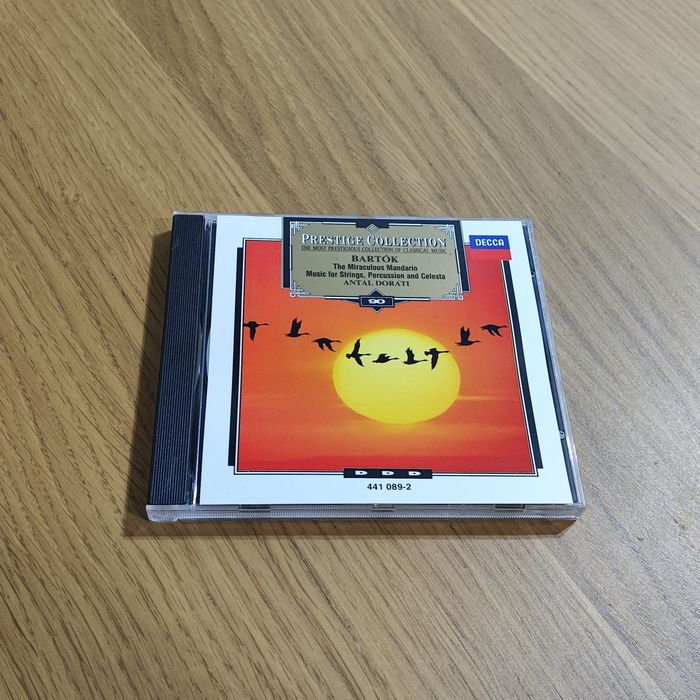 PRESTIGE COLLECTION
THE MOST PRESTIGIOUS COLLECTION OF CLASSICAL MUSIC
BARTÓK
The Miraculous Mandarin
Music for Strings, Percussion and Celesta
ANTAL DORATI
90
DECCA
D D D
441 089-2